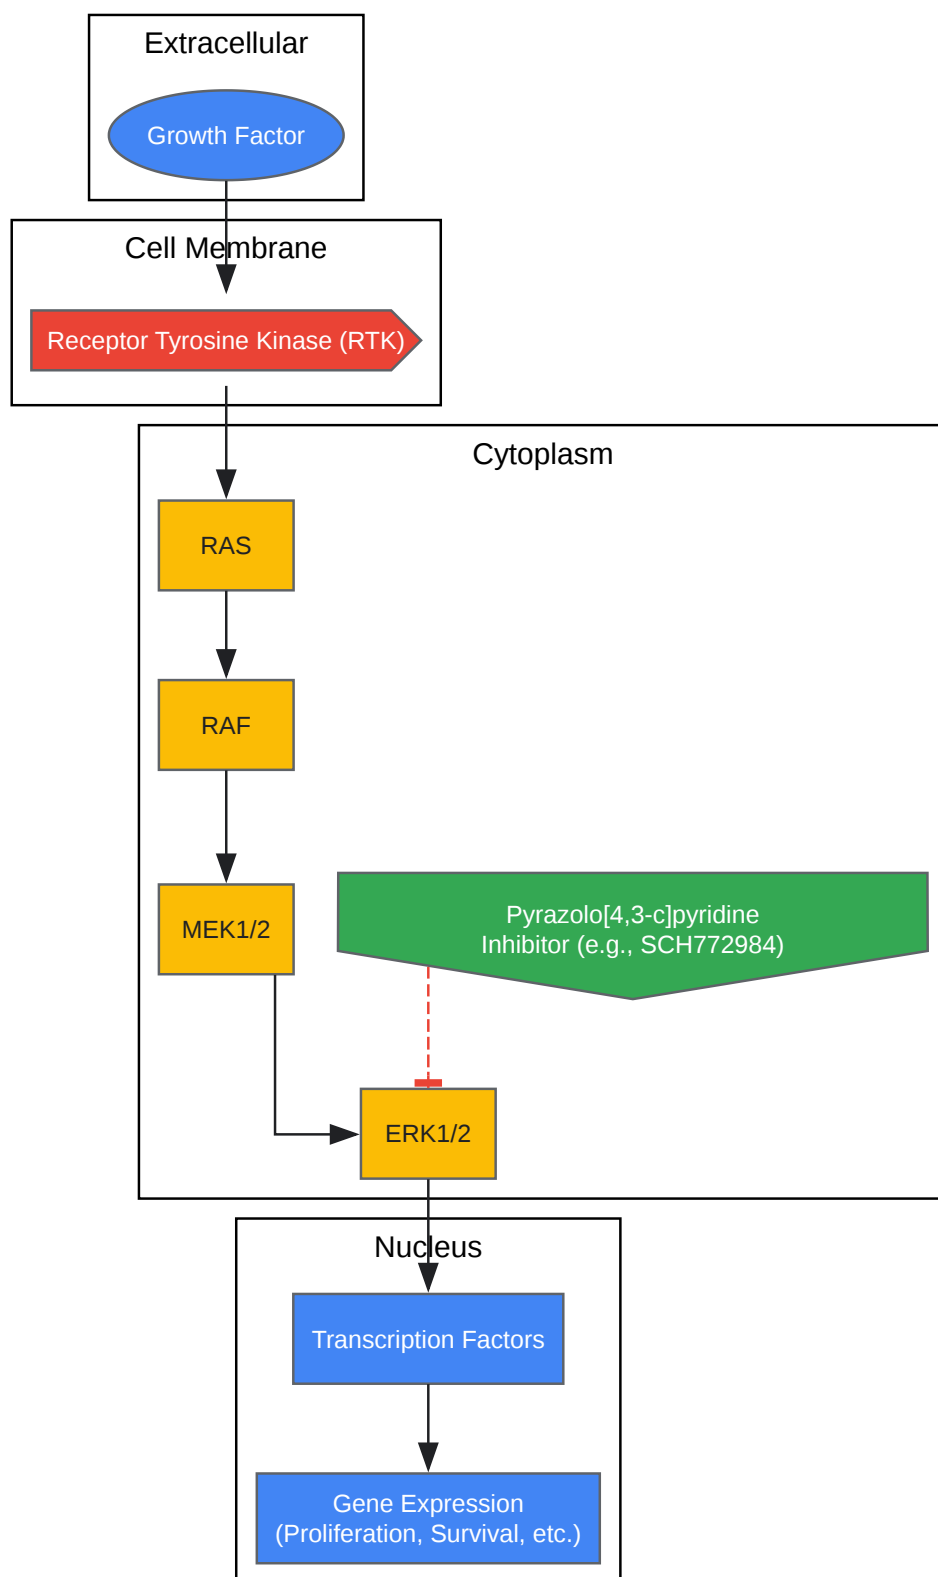 Extracellular
Growth Factor
Cell Membrane
Receptor Tyrosine Kinase (RTK)
Cytoplasm
RAS
RAF
MEK1/2
Pyrazolo[4,3-c]pyridine
Inhibitor (e.g., SCH772984)
ERK1/2
Nucleus
Transcription Factors
Gene Expression
(Proliferation, Survival, etc.)